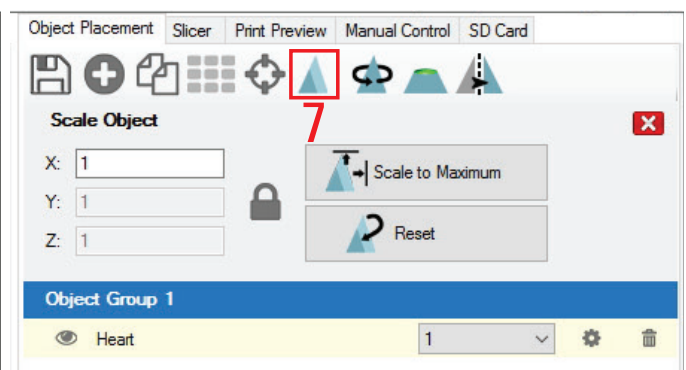 Object Placement Slicer Print Preview Manual Control SD Card
7
Scale Object
X: 1
Y: 1
Z: 1
Scale to Maximum
Reset
Object Group 1
Heart 1